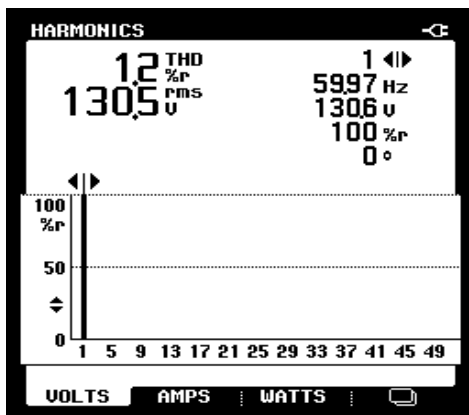 HARMONICS
1.2 THD %r
130.5 rms V
1
59.97 Hz
130.6 V
100 %r
0 °
100
%r
50
0
1 5 9 13 17 21 25 29 33 37 41 45 49
VOLTS AMPS WATTS